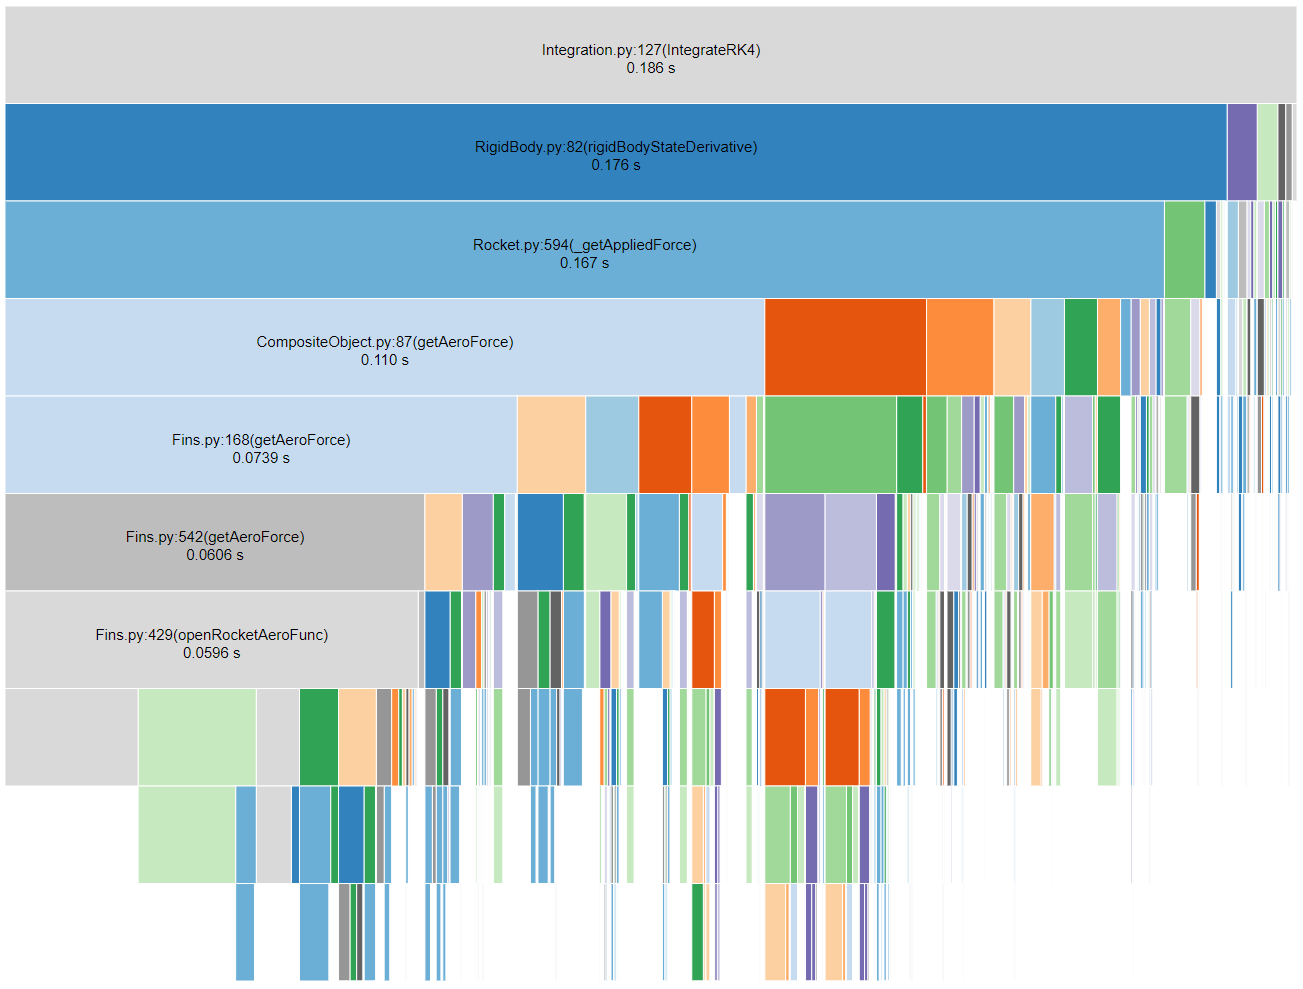 Integration.py:127(IntegrateRK4)
0.186 s
RigidBody.py:82(rigidBodyStateDerivative)
0.176 s
Rocket.py:594(_getAppliedForce)
0.167 s
CompositeObject.py:87(getAeroForce)
0.110 s
Fins.py:168(getAeroForce)
0.0739 s
Fins.py:542(getAeroForce)
0.0606 s
Fins.py:429(openRocketAeroFunc)
0.0596 s